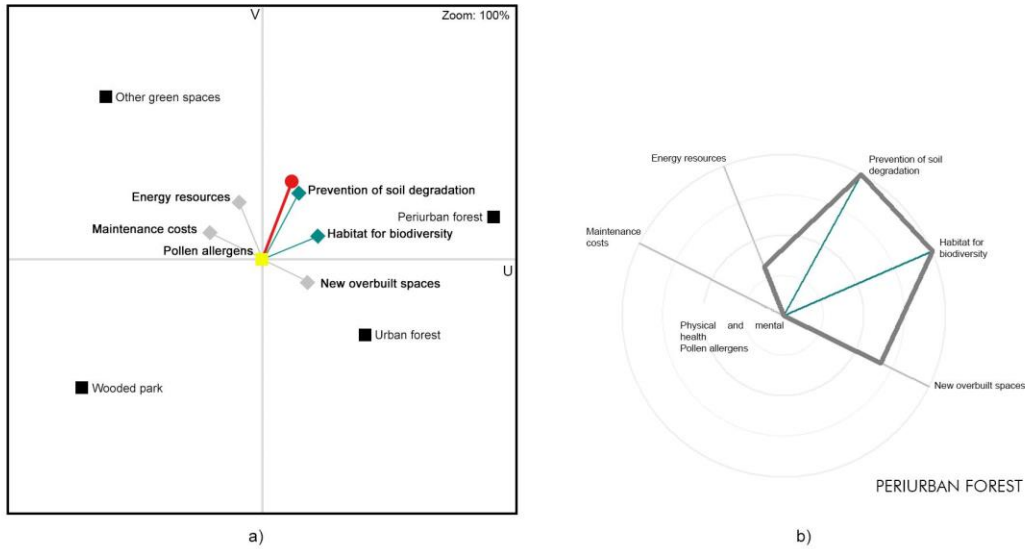 V
Zoom: 100%
Other green spaces
Energy resources
Prevention of soil degradation
Maintenance costs
Periurban forest
Habitat for biodiversity
Pollen allergens
U
New overbuilt spaces
Urban forest
Wooded park
a)
Energy resources
Prevention of soil
degradation
Maintenance
costs
Habitat for
biodiversity
Physical and mental
health
Pollen allergens
New overbuilt spaces
PERIURBAN FOREST
b)